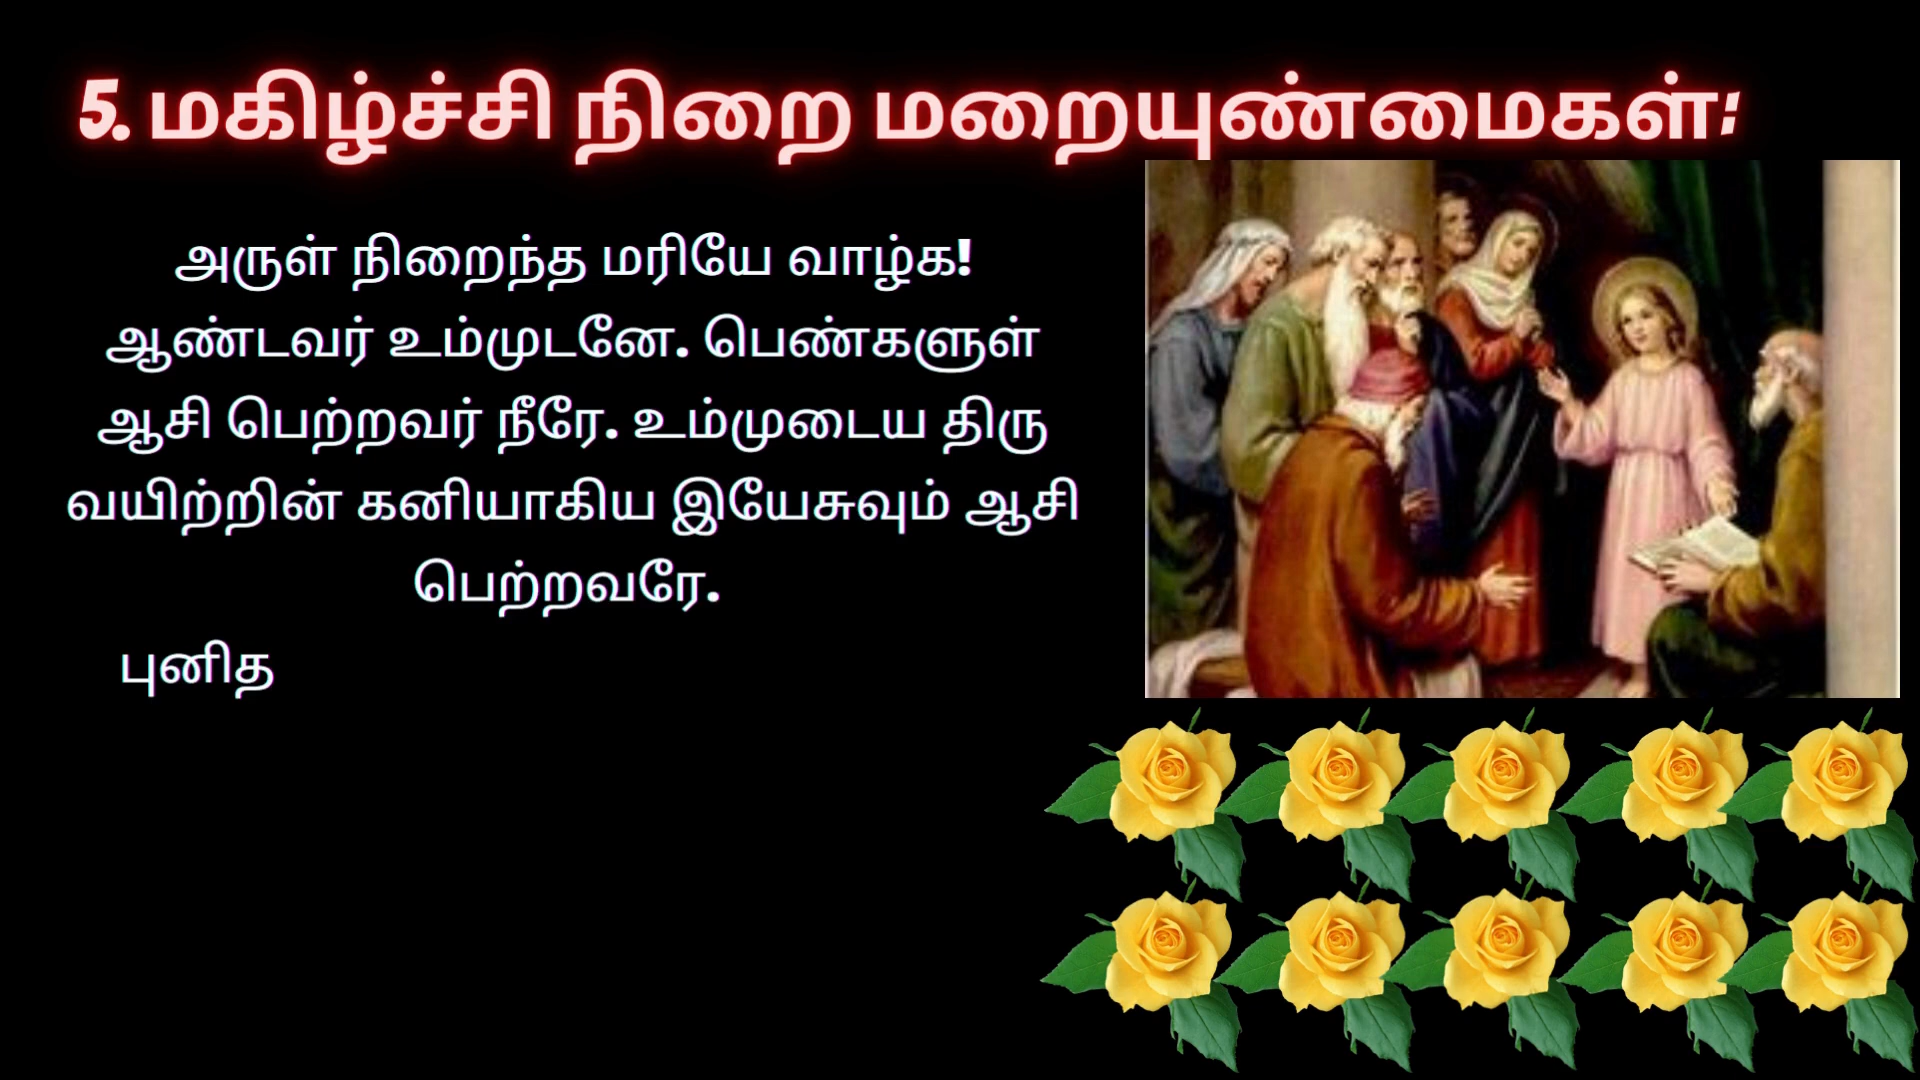 5. மகிழ்ச்சி நிறை மறையுண்மைகள்:
அருள் நிறைந்த மரியே வாழ்க!
ஆண்டவர் உம்முடனே. பெண்களுள்
ஆசி பெற்றவர் நீரே. உம்முடைய திரு
வயிற்றின் கனியாகிய இயேசுவும் ஆசி
பெற்றவரே.
புனித